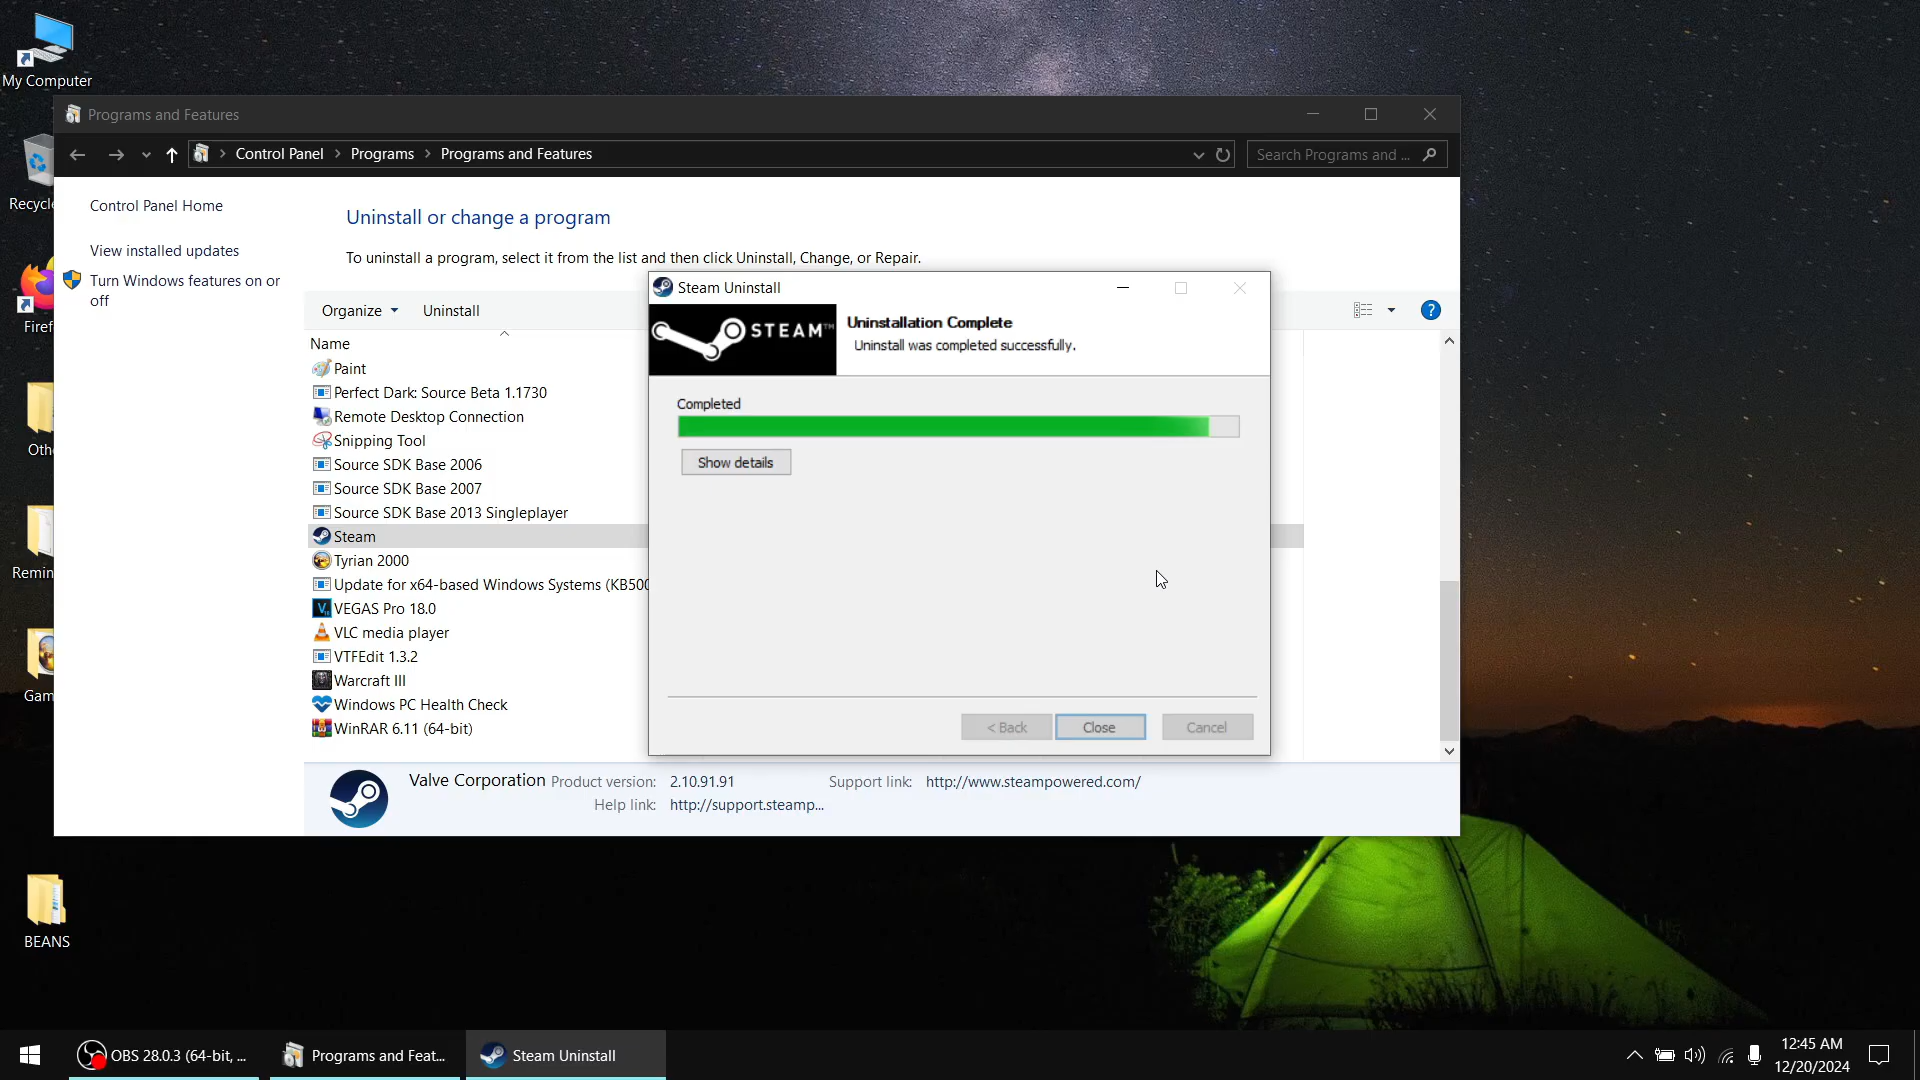 My Computer
Programs and Features
Control Panel
Programs
Programs and Features
Search Programs and ...
Recycle
Control Panel Home
View installed updates
Turn Windows features on or
off
Uninstall or change a program
To uninstall a program, select it from the list and then click Uninstall, Change, or Repair.
Organize
Uninstall
Name
Paint
Perfect Dark: Source Beta 1.1730
Remote Desktop Connection
Snipping Tool
Source SDK Base 2006
Source SDK Base 2007
Source SDK Base 2013 Singleplayer
Steam
Tyrian 2000
Update for x64-based Windows Systems (KB500
VEGAS Pro 18.0
VLC media player
VTFEdit 1.3.2
Warcraft III
Windows PC Health Check
WinRAR 6.11 (64-bit)
Steam Uninstall
STEAM™
Uninstallation Complete
Uninstall was completed successfully.
Completed
Show details
< Back
Close
Cancel
Valve Corporation
Product version: 2.10.91.91
Support link: http://www.steampowered.com/
Help link: http://support.steamp...
Firef
Oth
Remin
Gam
BEANS
OBS 28.0.3 (64-bit, ...
Programs and Feat...
Steam Uninstall
12:45 AM
12/20/2024